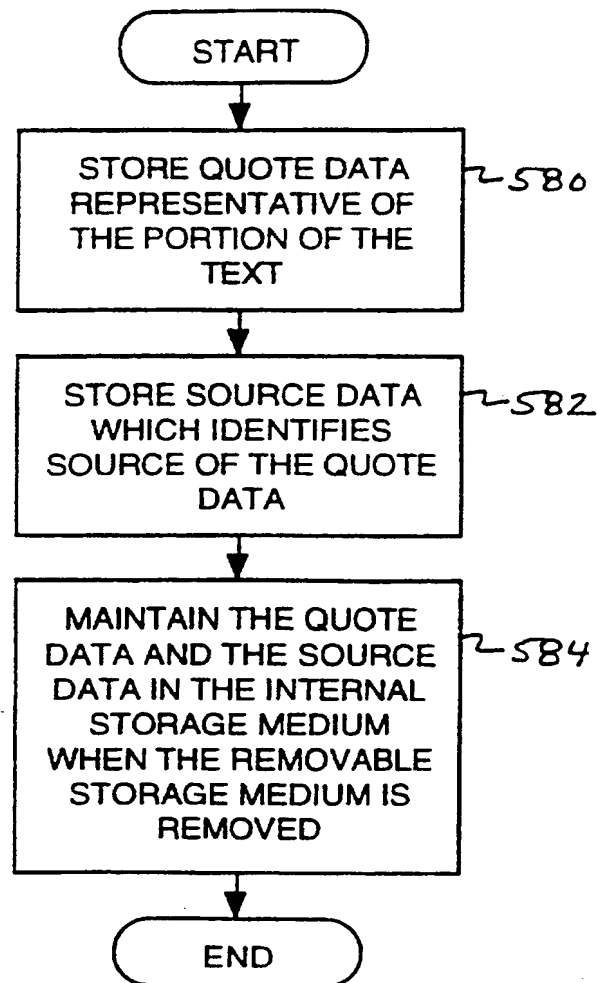 START
STORE QUOTE DATA
REPRESENTATIVE OF
THE PORTION OF THE
TEXT
580
STORE SOURCE DATA
WHICH IDENTIFIES
SOURCE OF THE QUOTE
DATA
582
MAINTAIN THE QUOTE
DATA AND THE SOURCE
DATA IN THE INTERNAL
STORAGE MEDIUM
WHEN THE REMOVABLE
STORAGE MEDIUM IS
REMOVED
584
END